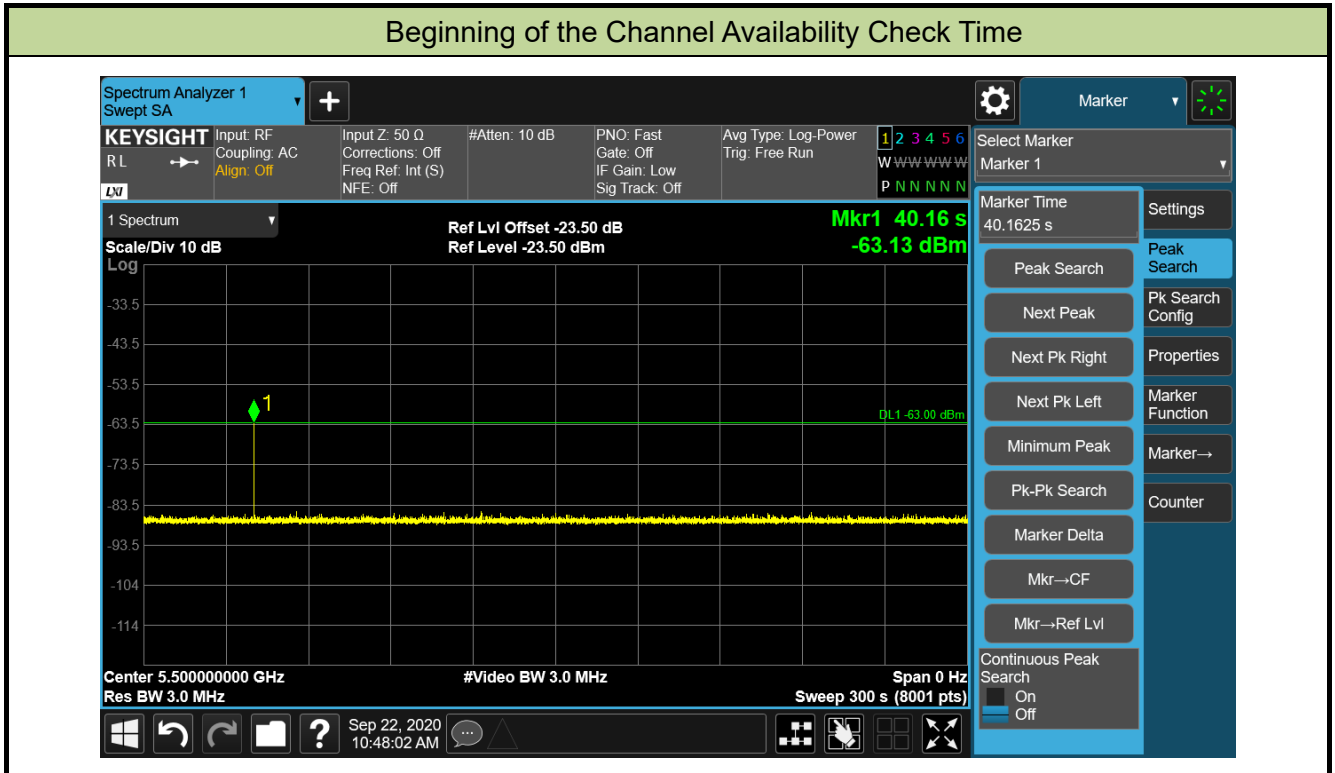 Beginning of the Channel Availability Check Time
Spectrum Analyzer 1
Swept SA
Marker
KEYSIGHT
R L
LXI
Input: RF
Coupling: AC
Align: Off
Input Z: 50 Ω
Corrections: Off
Freq Ref: Int (S)
NFE: Off
#Atten: 10 dB
PNO: Fast
Gate: Off
IF Gain: Low
Sig Track: Off
Avg Type: Log-Power
Trig: Free Run
1 2 3 4 5 6
W W W W W W
P N N N N N
Select Marker
Marker 1
1 Spectrum
Scale/Div 10 dB
Ref Lvl Offset -23.50 dB
Ref Level -23.50 dBm
Mkr1 40.16 s
-63.13 dBm
Log
-33.5
-43.5
-53.5
-63.5
-73.5
-83.5
-93.5
-104
-114
1
DL1 -63.00 dBm
Center 5.500000000 GHz
Res BW 3.0 MHz
#Video BW 3.0 MHz
Span 0 Hz
Sweep 300 s (8001 pts)
Marker Time
40.1625 s
Peak Search
Next Peak
Next Pk Right
Next Pk Left
Minimum Peak
Pk-Pk Search
Marker Delta
Mkr→CF
Mkr→Ref Lvl
Continuous Peak
Search
On
Off
Settings
Peak
Search
Pk Search
Config
Properties
Marker
Function
Marker→
Counter
?
Sep 22, 2020
10:48:02 AM